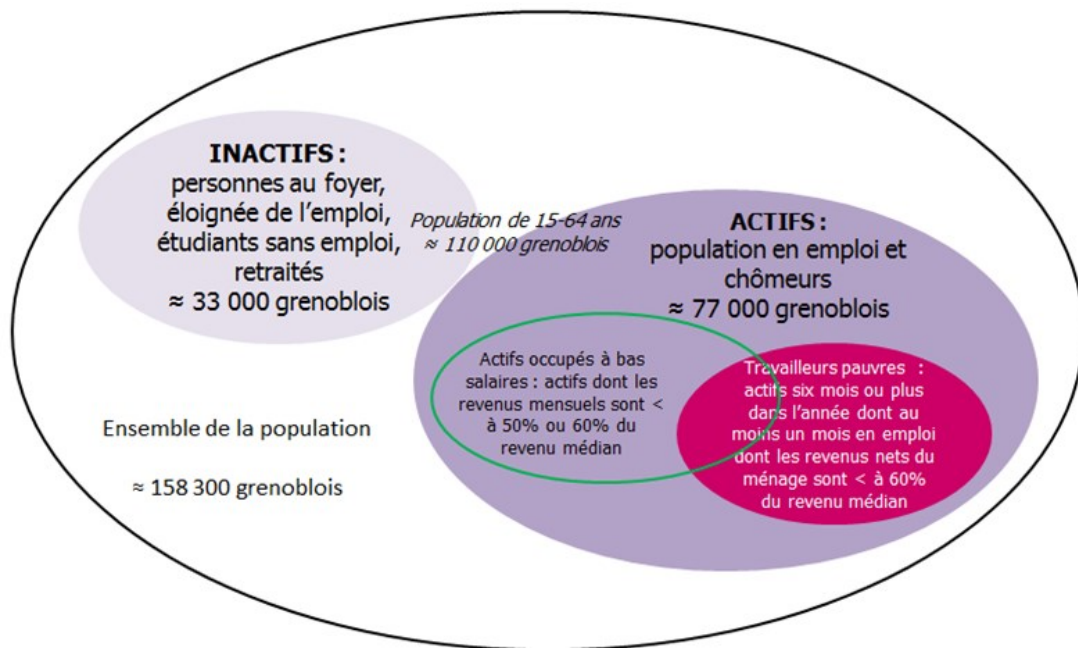 INACTIFS :
personnes au foyer,
éloignée de l'emploi,
étudiants sans emploi,
retraités
≈ 33 000 grenoblois
Population de 15-64 ans
≈ 110 000 grenoblois
ACTIFS :
population en emploi et
chômeurs
≈ 77 000 grenoblois
Actifs occupés à bas
salaires : actifs dont les
revenus mensuels sont <
à 50% ou 60% du
revenu médian
Travailleurs pauvres :
actifs six mois ou plus
dans l'année dont au
moins un mois en emploi
dont les revenus nets du
ménage sont < à 60%
du revenu médian
Ensemble de la population
≈ 158 300 grenoblois